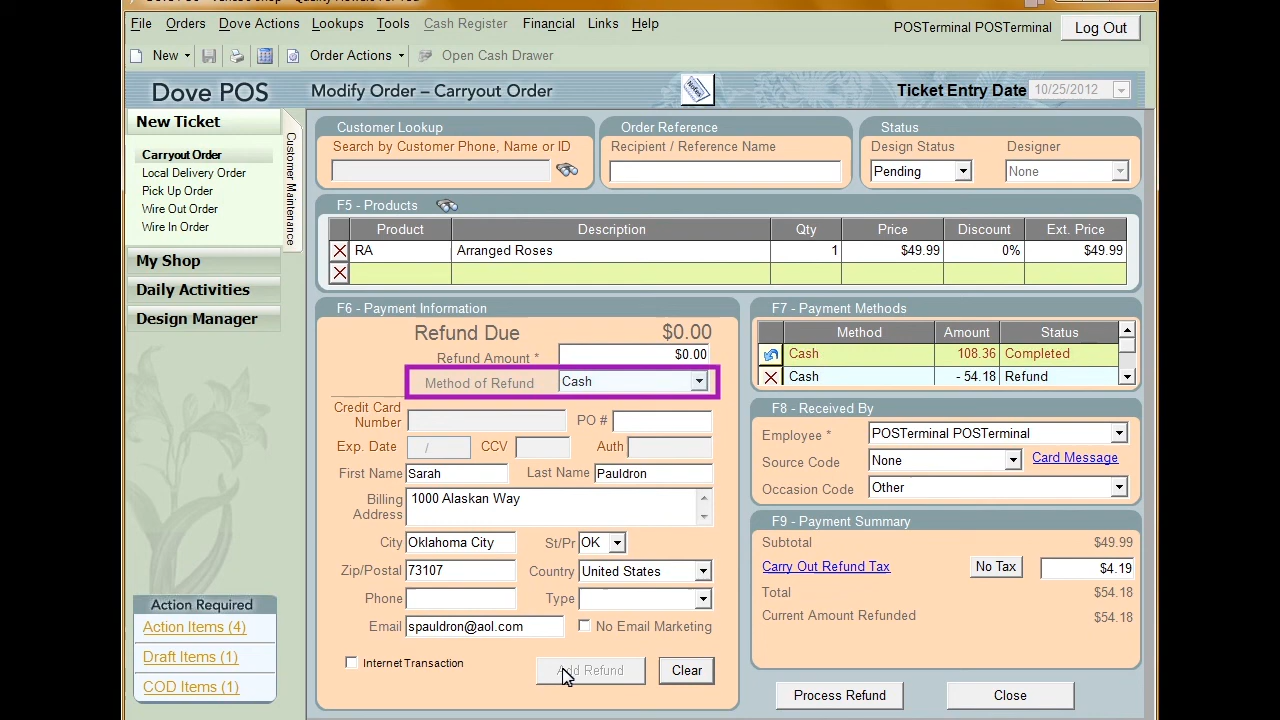 File Orders Dove Actions Lookups Tools Cash Register Financial Links Help
POSTerminal POSTerminal Log Out
New Order Actions Open Cash Drawer
Dove POS Modify Order – Carryout Order Ticket Entry Date 10/25/2012
New Ticket
Carryout Order
Local Delivery Order
Pick Up Order
Wire Out Order
Wire In Order
My Shop
Daily Activities
Design Manager
Customer Maintenance
Action Required
Action Items (4)
Draft Items (1)
COD Items (1)
Customer Lookup
Search by Customer Phone, Name or ID
Order Reference
Recipient / Reference Name
Status
Design Status Designer
Pending None
F5 - Products
Product Description Qty Price Discount Ext. Price
RA Arranged Roses 1 $49.99 0% $49.99
F6 - Payment Information
Refund Due $0.00
Refund Amount * $0.00
Method of Refund Cash
Credit Card Number PO #
Exp. Date / CCV Auth
First Name Sarah Last Name Pauldron
Billing Address 1000 Alaskan Way
City Oklahoma City St/Pr OK
Zip/Postal 73107 Country United States
Phone Type
Email spauldron@aol.com No Email Marketing
Internet Transaction Add Refund Clear
F7 - Payment Methods
Method Amount Status
Cash 108.36 Completed
Cash - 54.18 Refund
F8 - Received By
Employee * POSTerminal POSTerminal
Source Code None Card Message
Occasion Code Other
F9 - Payment Summary
Subtotal $49.99
Carry Out Refund Tax No Tax $4.19
Total $54.18
Current Amount Refunded $54.18
Process Refund Close